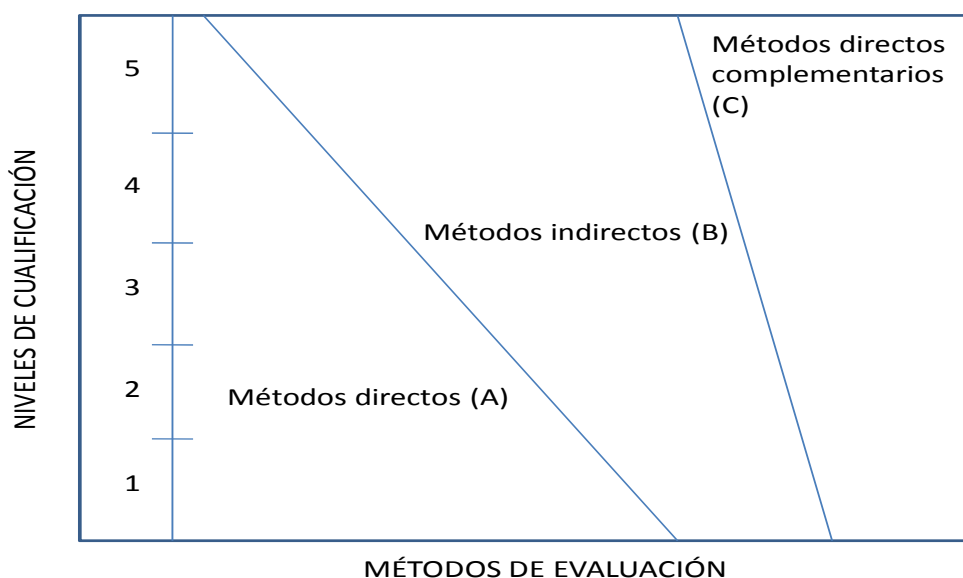 NIVELES DE CUALIFICACIÓN
5
4
3
2
1
Métodos directos
complementarios
(C)
Métodos indirectos (B)
Métodos directos (A)
MÉTODOS DE EVALUACIÓN